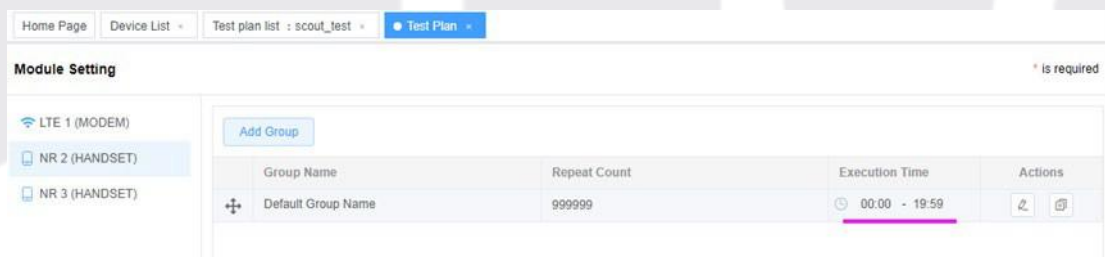 Home Page Device List × Test plan list : scout_test × Test Plan ×
Module Setting * is required
LTE 1 (MODEM)
Add Group
NR 2 (HANDSET)
Group Name Repeat Count Execution Time Actions
NR 3 (HANDSET)
Default Group Name 999999 00:00 - 19:59